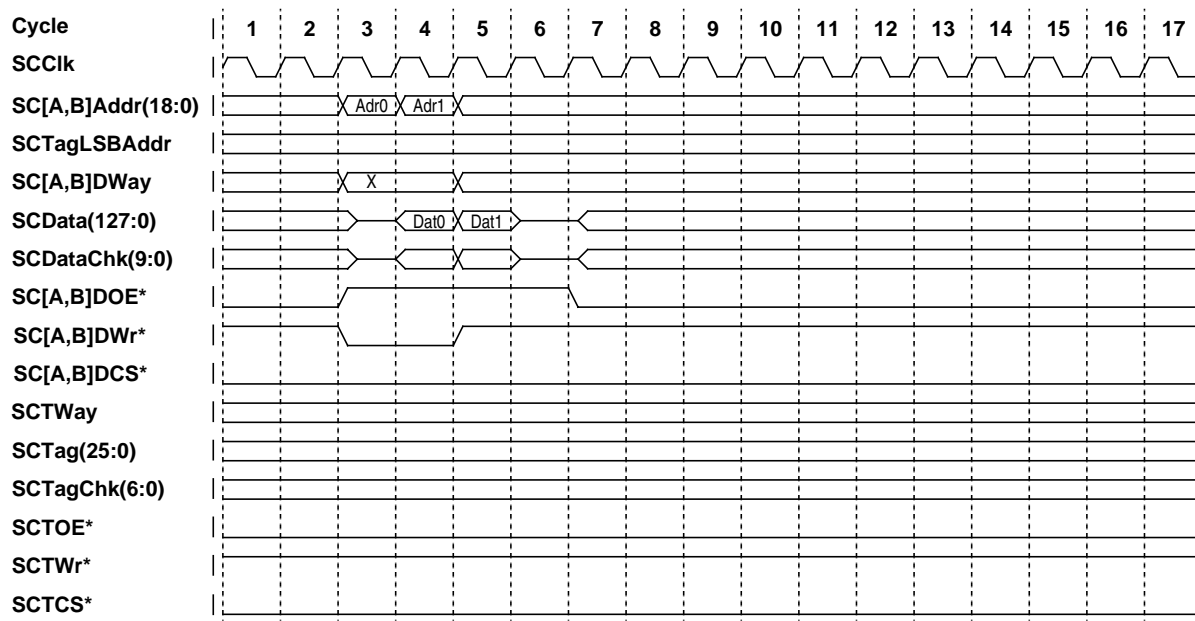 Cycle | 1 2 3 4 5 6 7 8 9 10 11 12 13 14 15 16 17
SCClk |
SC[A,B]Addr(18:0) | Adr0 Adr1
SCTagLSBAddr |
SC[A,B]DWay | X
SCData(127:0) | Dat0 Dat1
SCDataChk(9:0) |
SC[A,B]DOE* |
SC[A,B]DWr* |
SC[A,B]DCS* |
SCTWay |
SCTag(25:0) |
SCTagChk(6:0) |
SCTOE* |
SCTWr* |
SCTCS* |